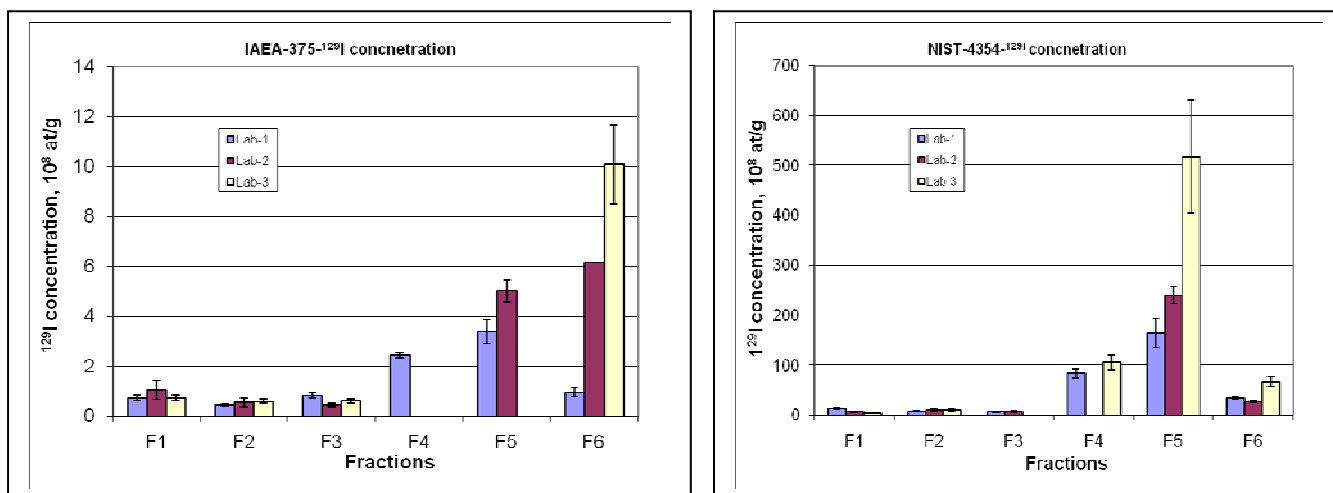 IAEA-375-¹²⁹I concnetration
14
12
10
8
6
4
2
0
¹²⁹I concentration, 10⁸ at/g
Lab-1
Lab-2
Lab-3
F1 F2 F3 F4 F5 F6
Fractions
NIST-4354-¹²⁹I concnetration
700
600
500
400
300
200
100
0
1²⁹I concentration, 10⁸ at/g
Lab-1
Lab-2
Lab 3
F1 F2 F3 F4 F5 F6
Fractions